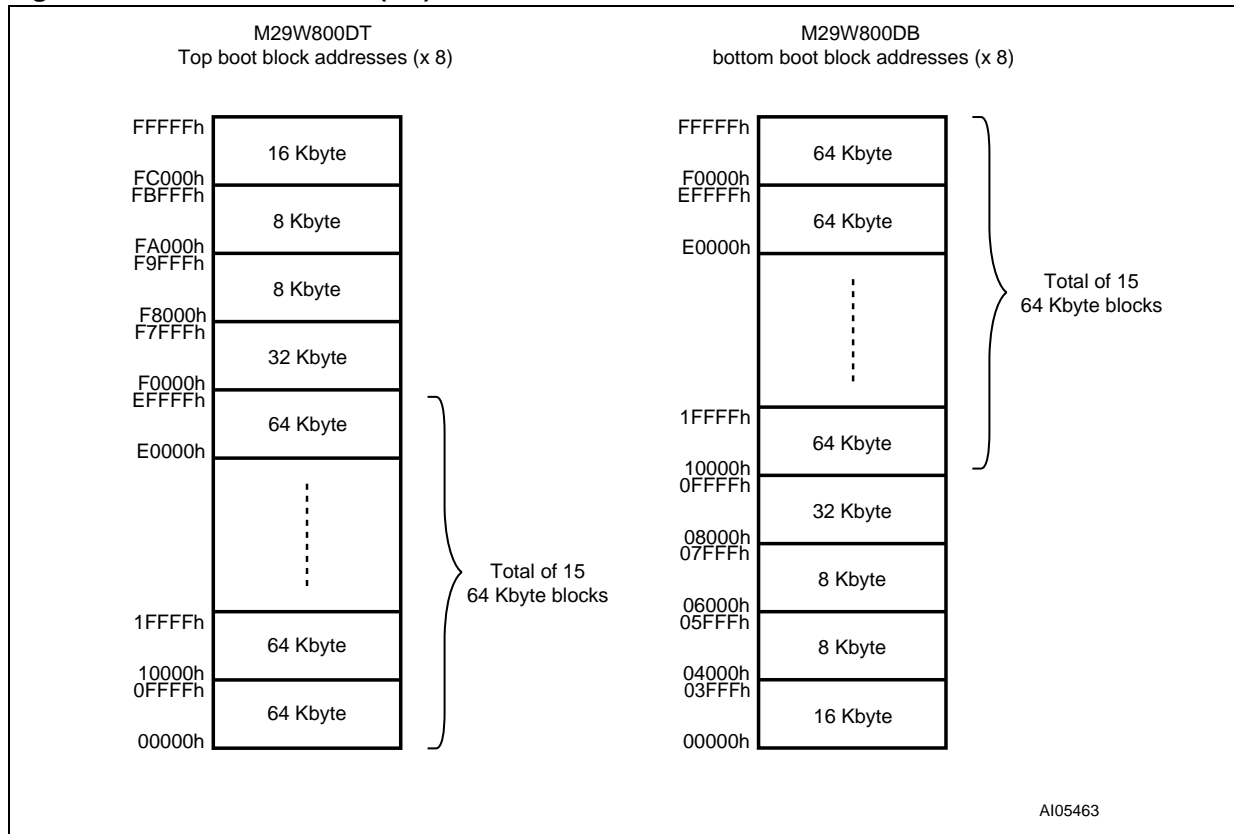 M29W800DT
Top boot block addresses (x 8)
FFFFFh
16 Kbyte
FC000h
FBFFFh
8 Kbyte
FA000h
F9FFFh
8 Kbyte
F8000h
F7FFFh
32 Kbyte
F0000h
EFFFFh
64 Kbyte
E0000h
Total of 15
64 Kbyte blocks
1FFFFh
64 Kbyte
10000h
0FFFFh
64 Kbyte
00000h
M29W800DB
bottom boot block addresses (x 8)
FFFFFh
64 Kbyte
F0000h
EFFFFh
64 Kbyte
E0000h
Total of 15
64 Kbyte blocks
1FFFFh
64 Kbyte
10000h
0FFFFh
32 Kbyte
08000h
07FFFh
8 Kbyte
06000h
05FFFh
8 Kbyte
04000h
03FFFh
16 Kbyte
00000h
AI05463